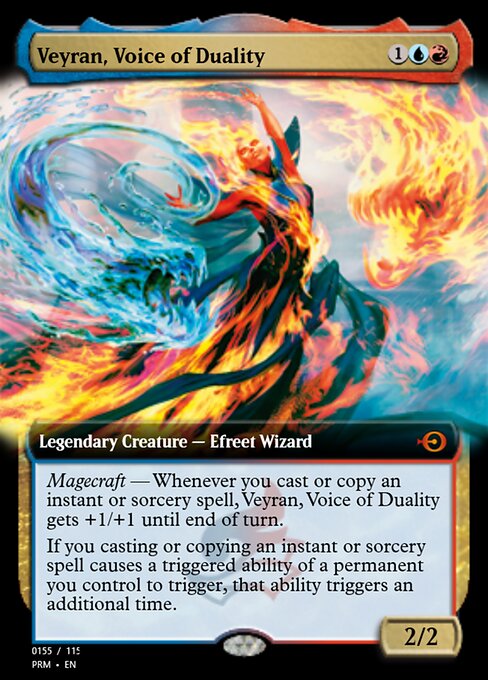 Veyran, Voice of Duality 1
Legendary Creature — Efreet Wizard
Magecraft — Whenever you cast or copy an
instant or sorcery spell, Veyran, Voice of Duality
gets +1/+1 until end of turn.
If you casting or copying an instant or sorcery
spell causes a triggered ability of a permanent
you control to trigger, that ability triggers an
additional time.
2/2
0155 / 115
PRM • EN